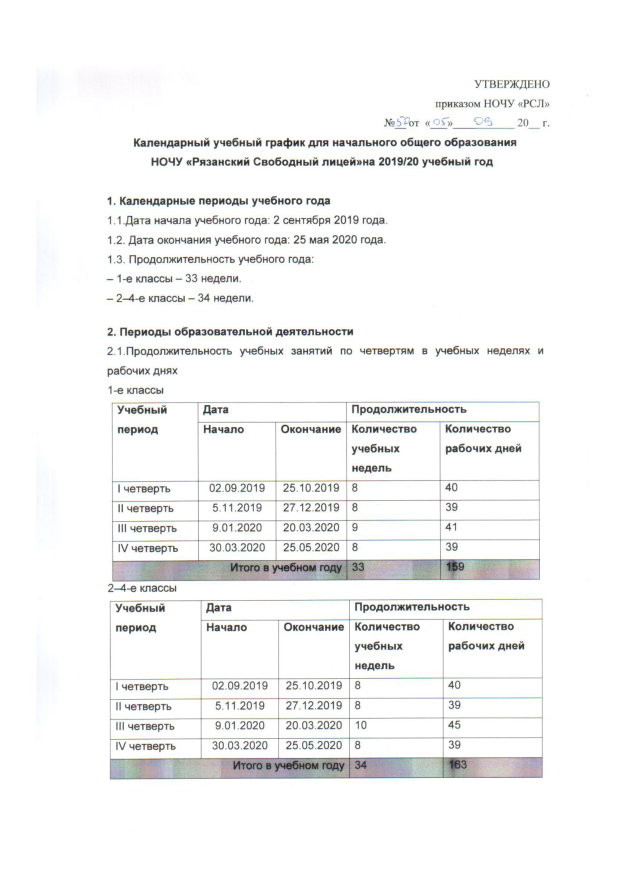 УТВЕРЖДЕНО
приказом НОЧУ «РСЛ»
№ 50 от «05» 09 20__ г.
Календарный учебный график для начального общего образования
НОЧУ «Рязанский Свободный лицей»на 2019/20 учебный год
1. Календарные периоды учебного года
1.1.Дата начала учебного года: 2 сентября 2019 года.
1.2. Дата окончания учебного года: 25 мая 2020 года.
1.3. Продолжительность учебного года:
– 1-е классы – 33 недели.
– 2–4-е классы – 34 недели.
2. Периоды образовательной деятельности
2.1.Продолжительность учебных занятий по четвертям в учебных неделях и
рабочих днях
1-е классы
Учебный Дата Продолжительность
период Начало Окончание Количество Количество
учебных рабочих дней
недель
I четверть 02.09.2019 25.10.2019 8 40
II четверть 5.11.2019 27.12.2019 8 39
III четверть 9.01.2020 20.03.2020 9 41
IV четверть 30.03.2020 25.05.2020 8 39
Итого в учебном году 33 159
2–4-е классы
Учебный Дата Продолжительность
период Начало Окончание Количество Количество
учебных рабочих дней
недель
I четверть 02.09.2019 25.10.2019 8 40
II четверть 5.11.2019 27.12.2019 8 39
III четверть 9.01.2020 20.03.2020 10 45
IV четверть 30.03.2020 25.05.2020 8 39
Итого в учебном году 34 163